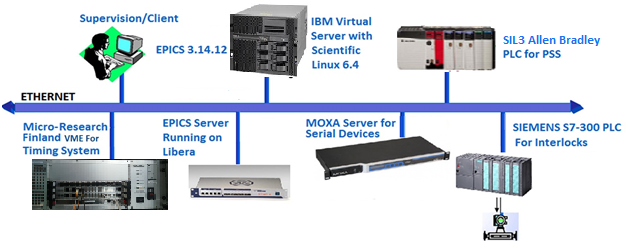 Supervision/Client
EPICS 3.14.12
IBM Virtual
Server with
Scientific
Linux 6.4
SIL3 Allen Bradley
PLC for PSS
ETHERNET
Micro-Research
Finland VME For
Timing System
EPICS Server
Running on
Libera
MOXA Server for
Serial Devices
SIEMENS S7-300 PLC
For Interlocks